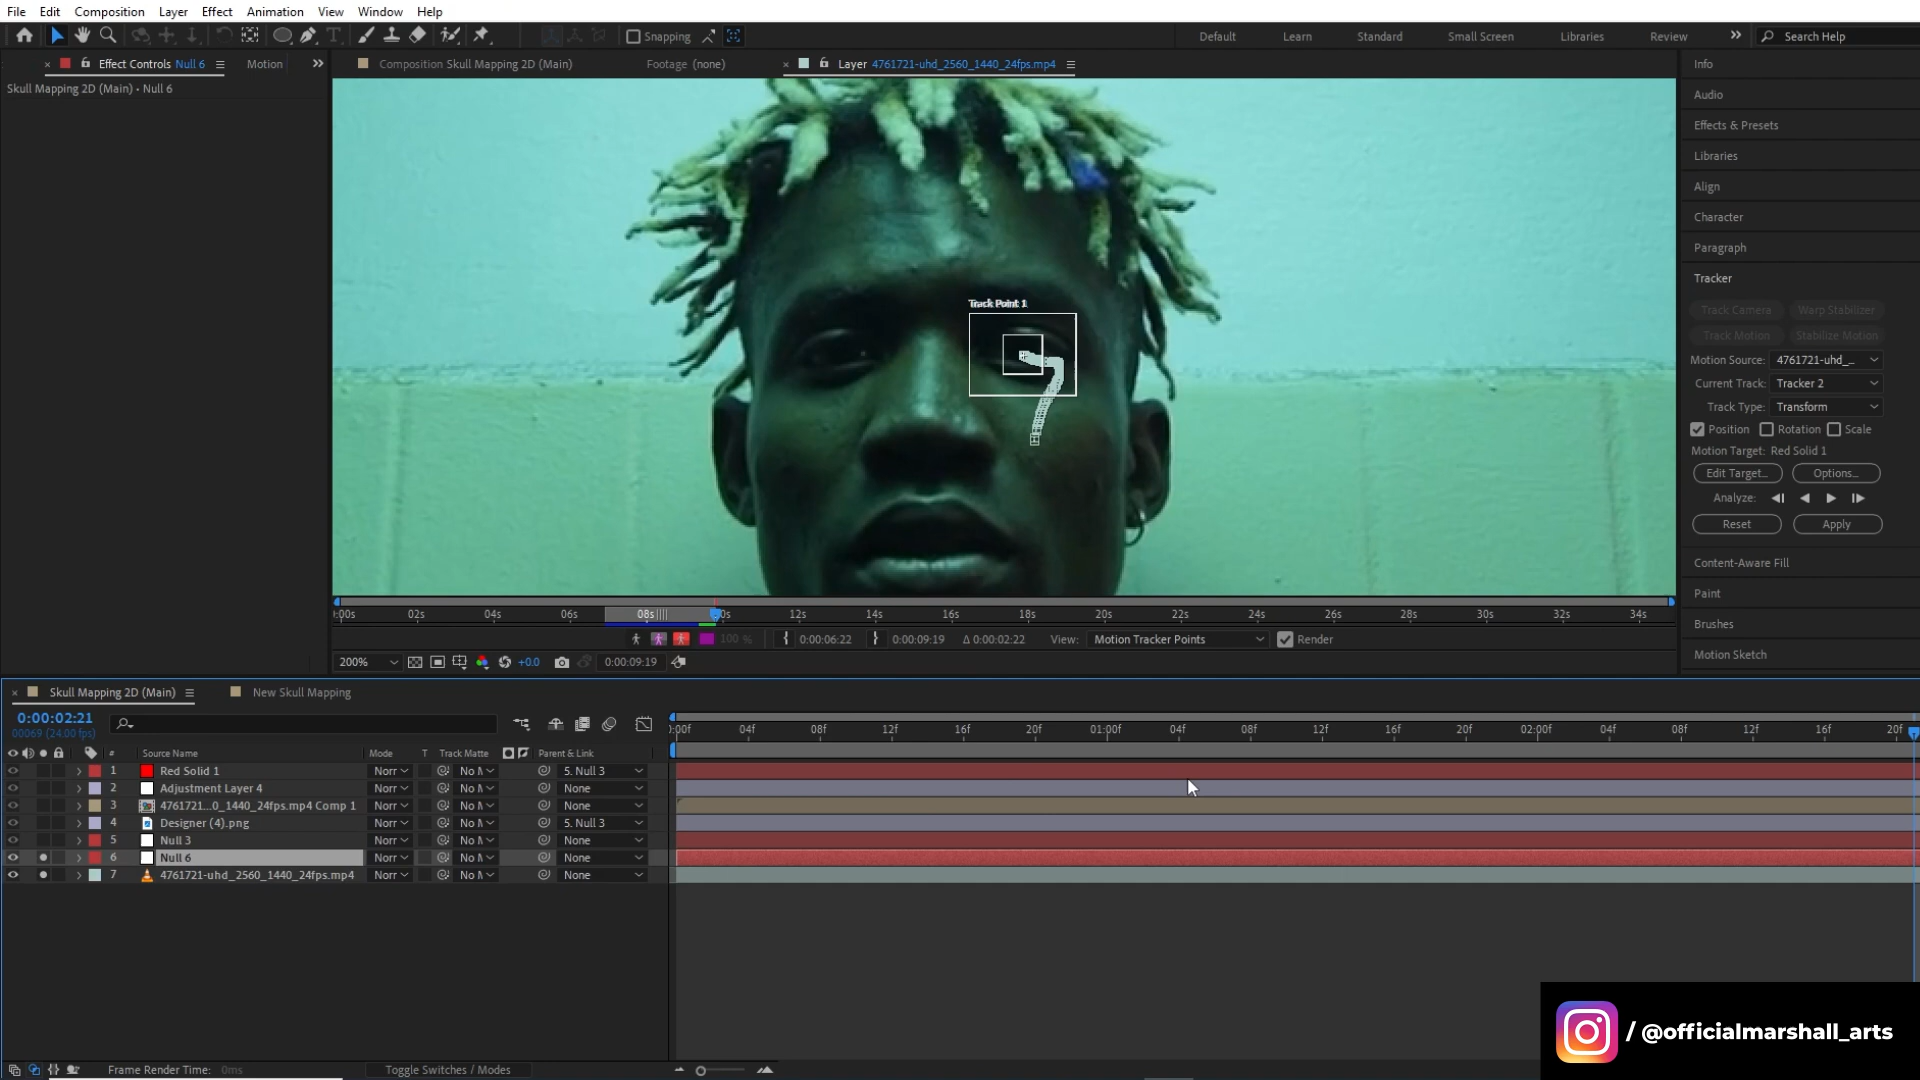 File Edit Composition Layer Effect Animation View Window Help
Snapping Default Learn Standard Small Screen Libraries Review Search Help
Effect Controls Null 6 Motion
Skull Mapping 2D (Main) • Null 6
Composition Skull Mapping 2D (Main) Footage (none) Layer 4761721-uhd_2560_1440_24fps.mp4
Track Point 1
02s 04s 06s 08s 12s 14s 16s 18s 20s 22s 24s 26s 28s 30s 32s 34s
100 % 0:00:06:22 0:00:09:19 Δ 0:00:02:22 View: Motion Tracker Points Render
200% +0.0 0:00:09:19
Info
Audio
Effects & Presets
Libraries
Align
Character
Paragraph
Tracker
Track Camera Warp Stabilizer
Track Motion Stabilize Motion
Motion Source: 4761721-uhd_...
Current Track: Tracker 2
Track Type: Transform
Position Rotation Scale
Motion Target: Red Solid 1
Edit Target... Options...
Analyze:
Reset Apply
Content-Aware Fill
Paint
Brushes
Motion Sketch
Skull Mapping 2D (Main) New Skull Mapping
0:00:02:21
00069 (24.00 fps)
04f 08f 12f 16f 20f 01:00f 04f 08f 12f 16f 20f 02:00f 04f 08f 12f 16f 20f
# Source Name Mode T Track Matte Parent & Link
1 Red Solid 1 Norr 5. Null 3
2 Adjustment Layer 4 Norr None
3 4761721...0_1440_24fps.mp4 Comp 1 Norr None
4 Designer (4).png Norr 5. Null 3
5 Null 3 Norr None
6 Null 6 Norr None
7 4761721-uhd_2560_1440_24fps.mp4 Norr None
Frame Render Time: 0ms Toggle Switches / Modes
/ @officialmarshall_arts